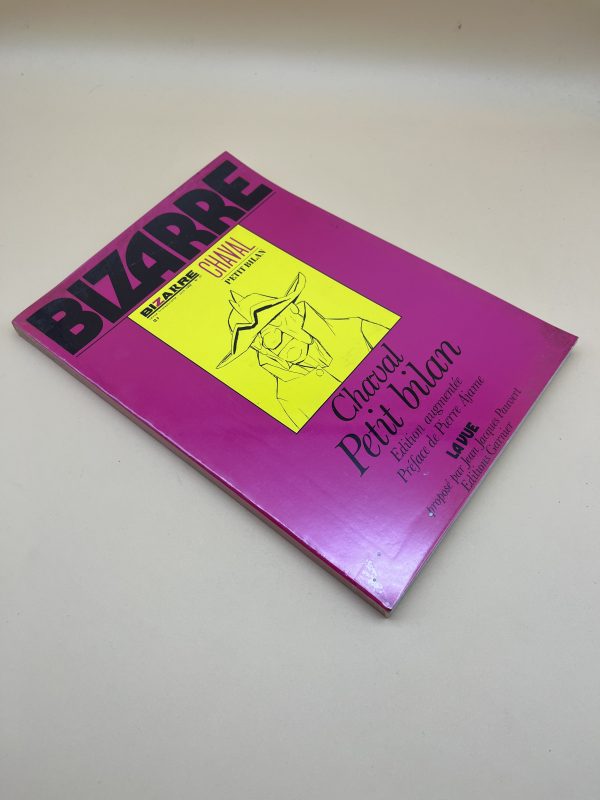 BIZARRE
BIZARRE
CHAVAL
PETIT BILAN
Chaval
Petit bilan
Edition augmentée
Préface de Pierre Ajame
LA VUE
proposé par Jean Jacques Pauvert
Editions Garnier